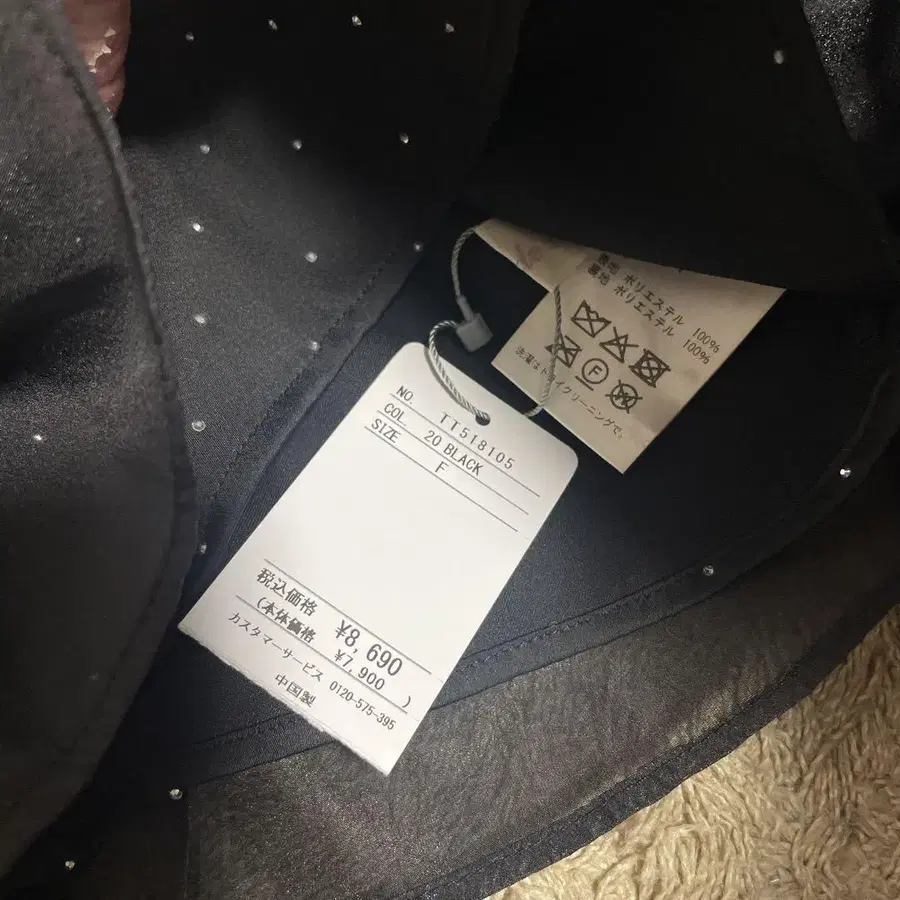 NO. TT518105
COL. 20 BLACK
SIZE F
税込価格 ¥8,690
(本体価格 ¥7,900 )
カスタマーサービス 0120-575-395
中国製
表地 ポリエステル 100%
裏地 ポリエステル 100%
F
洗濯はドライクリーニングで。